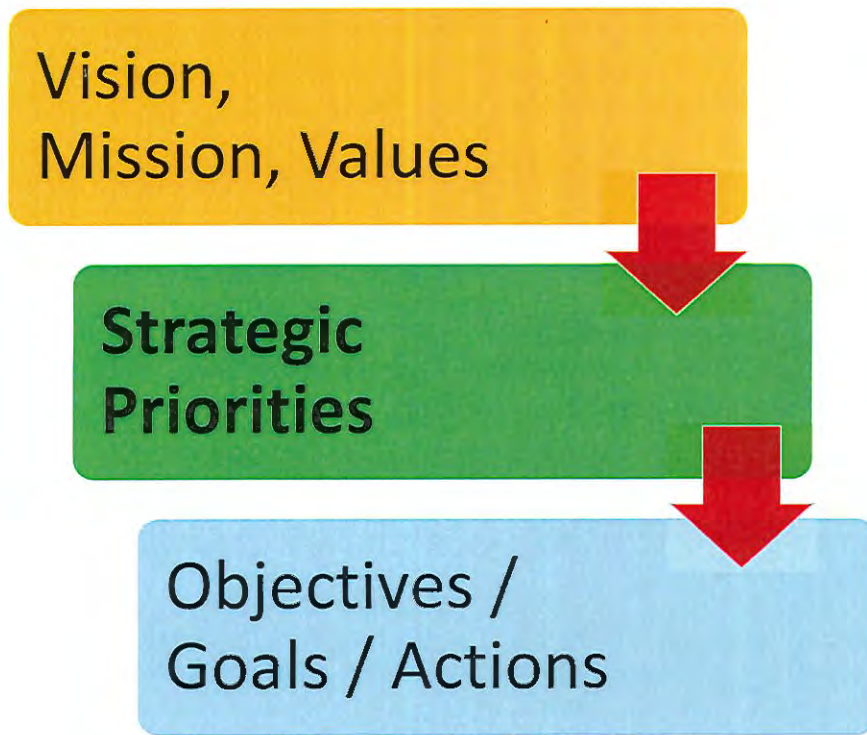 Vision,
Mission, Values
Strategic
Priorities
Objectives /
Goals / Actions